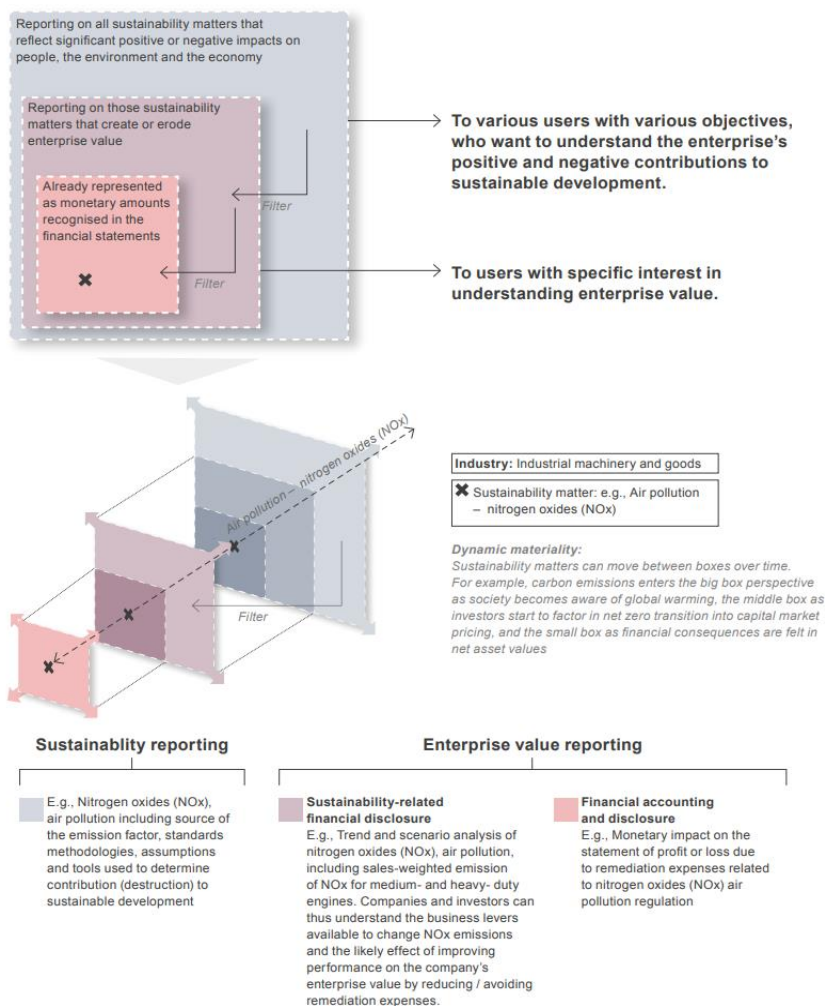 Reporting on all sustainability matters that
reflect significant positive or negative impacts on
people, the environment and the economy
Reporting on those sustainability
matters that create or erode
enterprise value
Already represented
as monetary amounts
recognised in the
financial statements
Filter
Filter
To various users with various objectives,
who want to understand the enterprise's
positive and negative contributions to
sustainable development.
To users with specific interest in
understanding enterprise value.
Air pollution – nitrogen oxides (NOx)
Filter
Industry: Industrial machinery and goods
Sustainability matter: e.g., Air pollution
– nitrogen oxides (NOx)
Dynamic materiality:
Sustainability matters can move between boxes over time.
For example, carbon emissions enters the big box perspective
as society becomes aware of global warming, the middle box as
investors start to factor in net zero transition into capital market
pricing, and the small box as financial consequences are felt in
net asset values
Sustainablity reporting
E.g., Nitrogen oxides (NOx),
air pollution including source of
the emission factor, standards
methodologies, assumptions
and tools used to determine
contribution (destruction) to
sustainable development
Enterprise value reporting
Sustainability-related
financial disclosure
E.g., Trend and scenario analysis of
nitrogen oxides (NOx), air pollution,
including sales-weighted emission
of NOx for medium- and heavy- duty
engines. Companies and investors can
thus understand the business levers
available to change NOx emissions
and the likely effect of improving
performance on the company's
enterprise value by reducing / avoiding
remediation expenses.
Financial accounting
and disclosure
E.g., Monetary impact on the
statement of profit or loss due
to remediation expenses related
to nitrogen oxides (NOx) air
pollution regulation